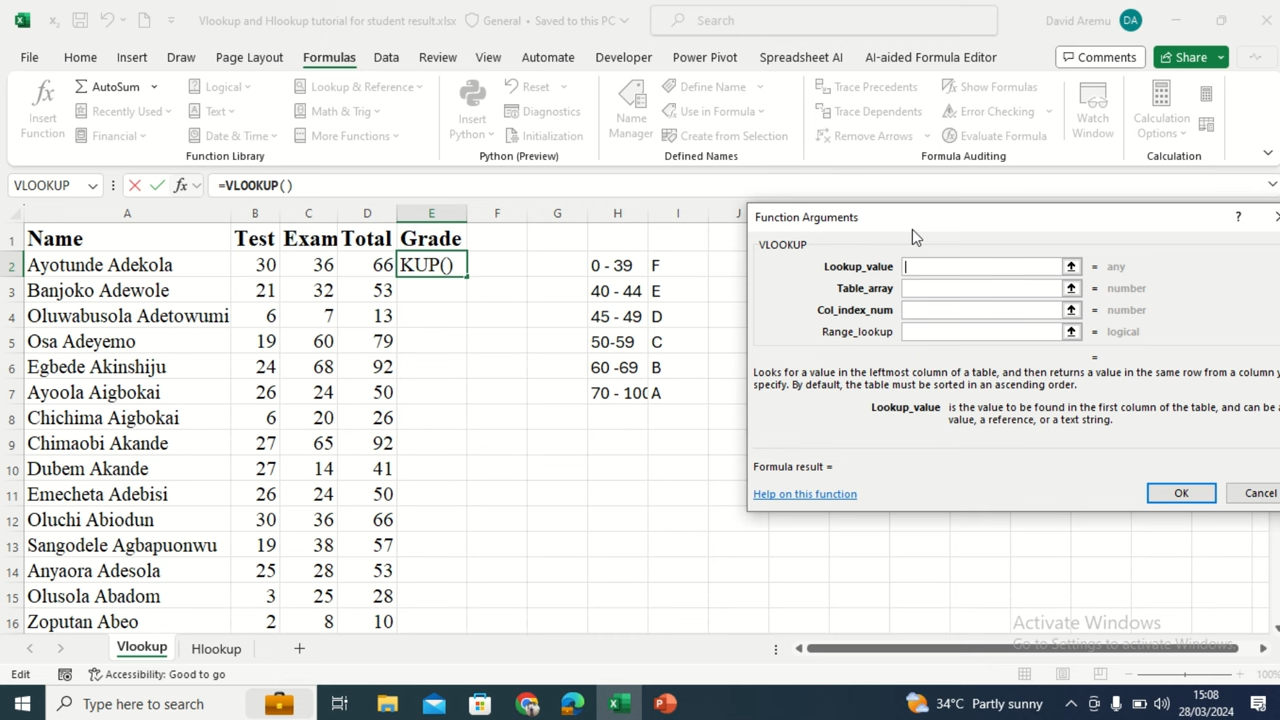 Vlookup and Hlookup tutorial for student result.xlsx General • Saved to this PC Search David Aremu DA
File Home Insert Draw Page Layout Formulas Data Review View Automate Developer Power Pivot Spreadsheet AI AI-aided Formula Editor Comments Share
fx Insert Function
AutoSum Logical Lookup & Reference
Recently Used Text Math & Trig
Financial Date & Time More Functions
Function Library
Insert Python
Reset
Diagnostics
Initialization
Python (Preview)
Name Manager
Define Name
Use in Formula
Create from Selection
Defined Names
Trace Precedents Show Formulas
Trace Dependents Error Checking
Remove Arrows Evaluate Formula
Formula Auditing
Watch Window
Calculation Options
Calculation
VLOOKUP fx =VLOOKUP()
A B C D E F G H I J
1 Name Test Exam Total Grade
2 Ayotunde Adekola 30 36 66 KUP() 0 - 39 F
3 Banjoko Adewole 21 32 53 40 - 44 E
4 Oluwabusola Adetowumi 6 7 13 45 - 49 D
5 Osa Adeyemo 19 60 79 50-59 C
6 Egbede Akinshiju 24 68 92 60 -69 B
7 Ayoola Aigbokai 26 24 50 70 - 100 A
8 Chichima Aigbokai 6 20 26
9 Chimaobi Akande 27 65 92
10 Dubem Akande 27 14 41
11 Emecheta Adebisi 26 24 50
12 Oluchi Abiodun 30 36 66
13 Sangodele Agbapuonwu 19 38 57
14 Anyaora Adesola 25 28 53
15 Olusola Abadom 3 25 28
16 Zoputan Abeo 2 8 10
Function Arguments ?
VLOOKUP
Lookup_value = any
Table_array = number
Col_index_num = number
Range_lookup = logical
=
Looks for a value in the leftmost column of a table, and then returns a value in the same row from a column y
specify. By default, the table must be sorted in an ascending order.
Lookup_value is the value to be found in the first column of the table, and can be a
value, a reference, or a text string.
Formula result =
Help on this function OK Cancel
Activate Windows
Go to Settings to activate Windows.
Vlookup Hlookup +
Edit Accessibility: Good to go 100%
Type here to search 34°C Partly sunny 15:08
28/03/2024